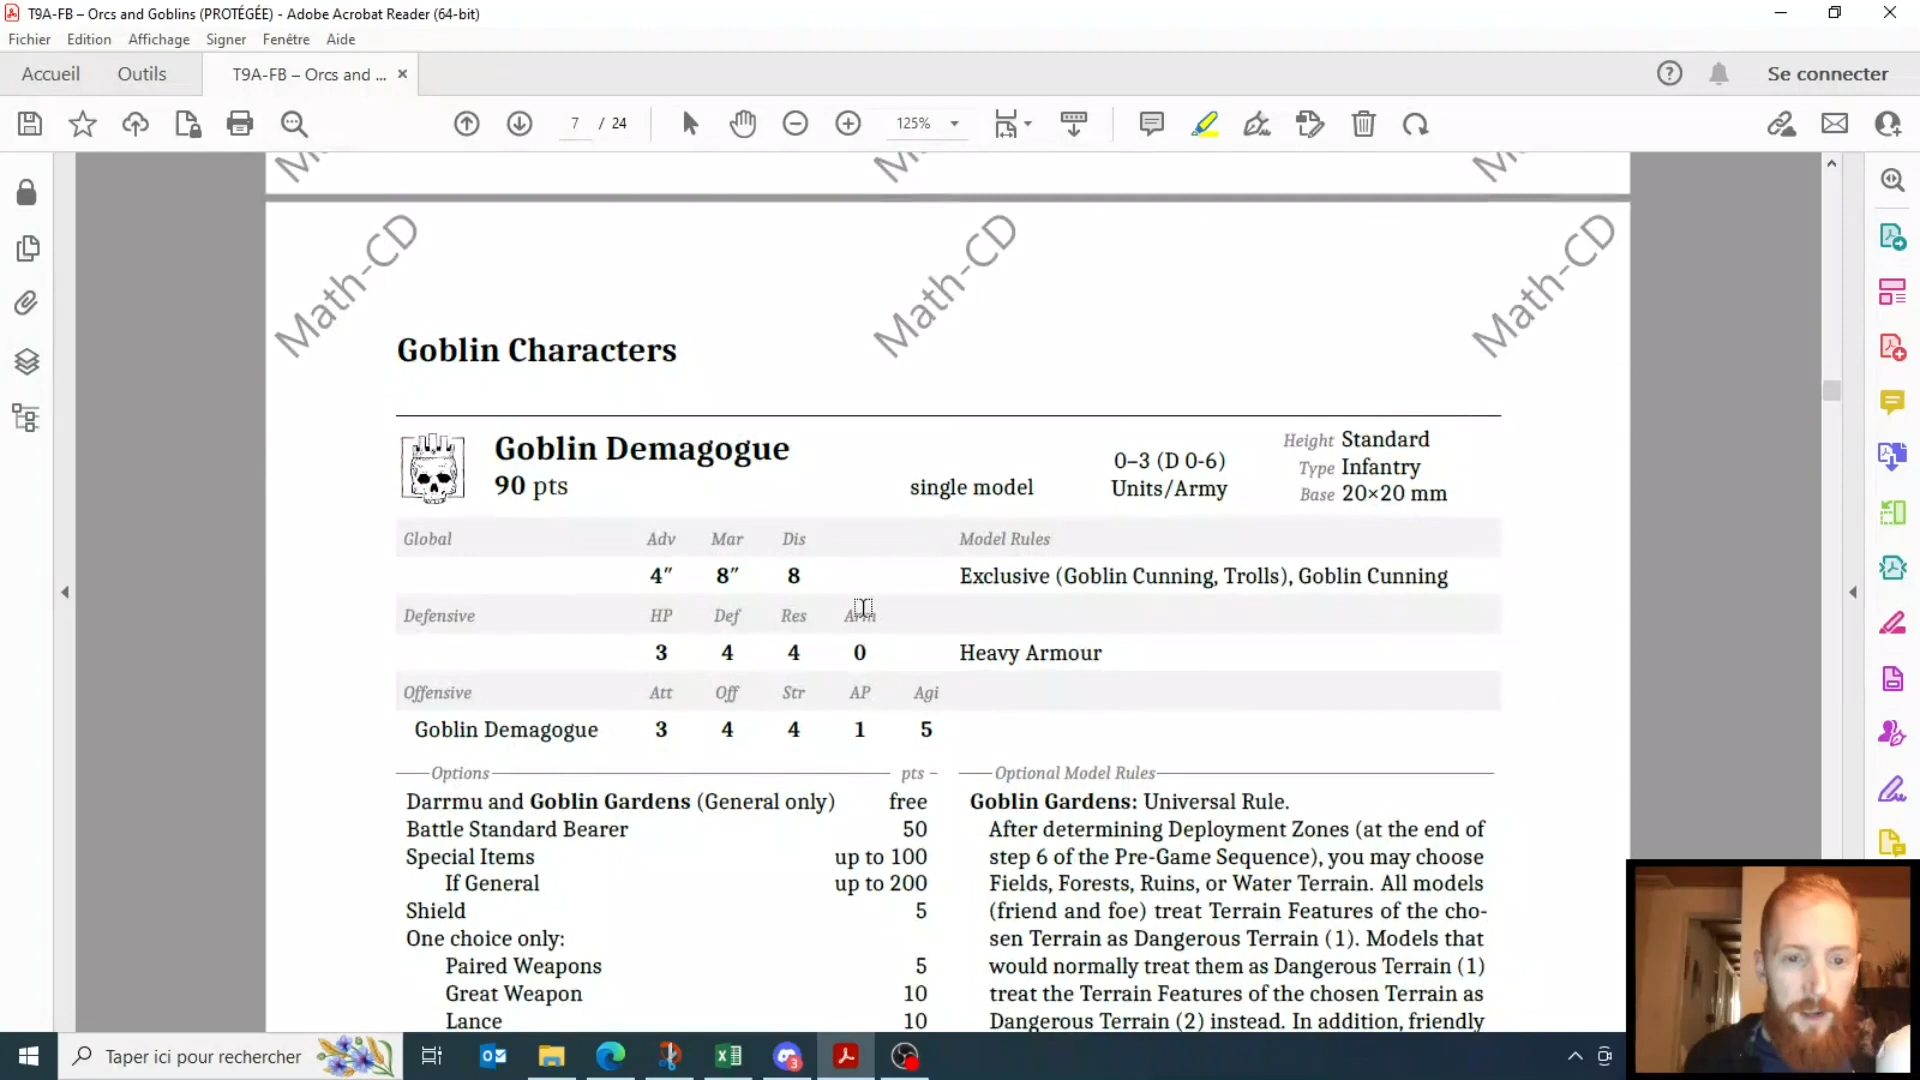 T9A-FB – Orcs and Goblins (PROTÉGÉE) - Adobe Acrobat Reader (64-bit)
Fichier Edition Affichage Signer Fenêtre Aide
Accueil Outils T9A-FB – Orcs and ... × Se connecter
7 / 24 125%
Math-CD Math-CD Math-CD
Goblin Characters
Goblin Demagogue
90 pts
single model
0–3 (D 0-6)
Units/Army
Height Standard
Type Infantry
Base 20×20 mm
Global Adv Mar Dis Model Rules
4″ 8″ 8 Exclusive (Goblin Cunning, Trolls), Goblin Cunning
Defensive HP Def Res Arm
3 4 4 0 Heavy Armour
Offensive Att Off Str AP Agi
Goblin Demagogue 3 4 4 1 5
Options pts
Darrmu and Goblin Gardens (General only) free
Battle Standard Bearer 50
Special Items up to 100
If General up to 200
Shield 5
One choice only:
Paired Weapons 5
Great Weapon 10
Lance 10
Optional Model Rules
Goblin Gardens: Universal Rule.
After determining Deployment Zones (at the end of
step 6 of the Pre-Game Sequence), you may choose
Fields, Forests, Ruins, or Water Terrain. All models
(friend and foe) treat Terrain Features of the cho-
sen Terrain as Dangerous Terrain (1). Models that
would normally treat them as Dangerous Terrain (1)
treat the Terrain Features of the chosen Terrain as
Dangerous Terrain (2) instead. In addition, friendly
Taper ici pour rechercher
3